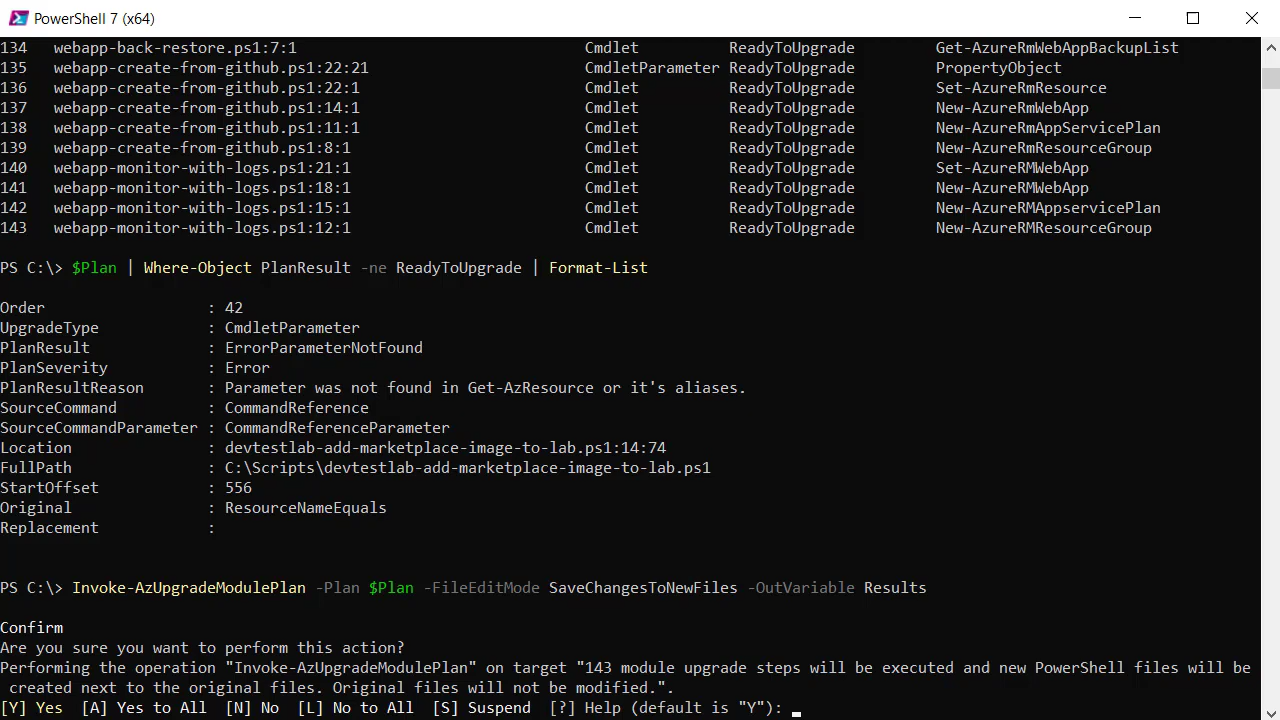 PowerShell 7 (x64)
134 webapp-back-restore.ps1:7:1 Cmdlet ReadyToUpgrade Get-AzureRmWebAppBackupList
135 webapp-create-from-github.ps1:22:21 CmdletParameter ReadyToUpgrade PropertyObject
136 webapp-create-from-github.ps1:22:1 Cmdlet ReadyToUpgrade Set-AzureRmResource
137 webapp-create-from-github.ps1:14:1 Cmdlet ReadyToUpgrade New-AzureRmWebApp
138 webapp-create-from-github.ps1:11:1 Cmdlet ReadyToUpgrade New-AzureRmAppServicePlan
139 webapp-create-from-github.ps1:8:1 Cmdlet ReadyToUpgrade New-AzureRmResourceGroup
140 webapp-monitor-with-logs.ps1:21:1 Cmdlet ReadyToUpgrade Set-AzureRMWebApp
141 webapp-monitor-with-logs.ps1:18:1 Cmdlet ReadyToUpgrade New-AzureRMWebApp
142 webapp-monitor-with-logs.ps1:15:1 Cmdlet ReadyToUpgrade New-AzureRMAppservicePlan
143 webapp-monitor-with-logs.ps1:12:1 Cmdlet ReadyToUpgrade New-AzureRMResourceGroup
PS C:\> $Plan | Where-Object PlanResult -ne ReadyToUpgrade | Format-List
Order : 42
UpgradeType : CmdletParameter
PlanResult : ErrorParameterNotFound
PlanSeverity : Error
PlanResultReason : Parameter was not found in Get-AzResource or it's aliases.
SourceCommand : CommandReference
SourceCommandParameter : CommandReferenceParameter
Location : devtestlab-add-marketplace-image-to-lab.ps1:14:74
FullPath : C:\Scripts\devtestlab-add-marketplace-image-to-lab.ps1
StartOffset : 556
Original : ResourceNameEquals
Replacement :
PS C:\> Invoke-AzUpgradeModulePlan -Plan $Plan -FileEditMode SaveChangesToNewFiles -OutVariable Results
Confirm
Are you sure you want to perform this action?
Performing the operation "Invoke-AzUpgradeModulePlan" on target "143 module upgrade steps will be executed and new PowerShell files will be
created next to the original files. Original files will not be modified.".
[Y] Yes [A] Yes to All [N] No [L] No to All [S] Suspend [?] Help (default is "Y"): _